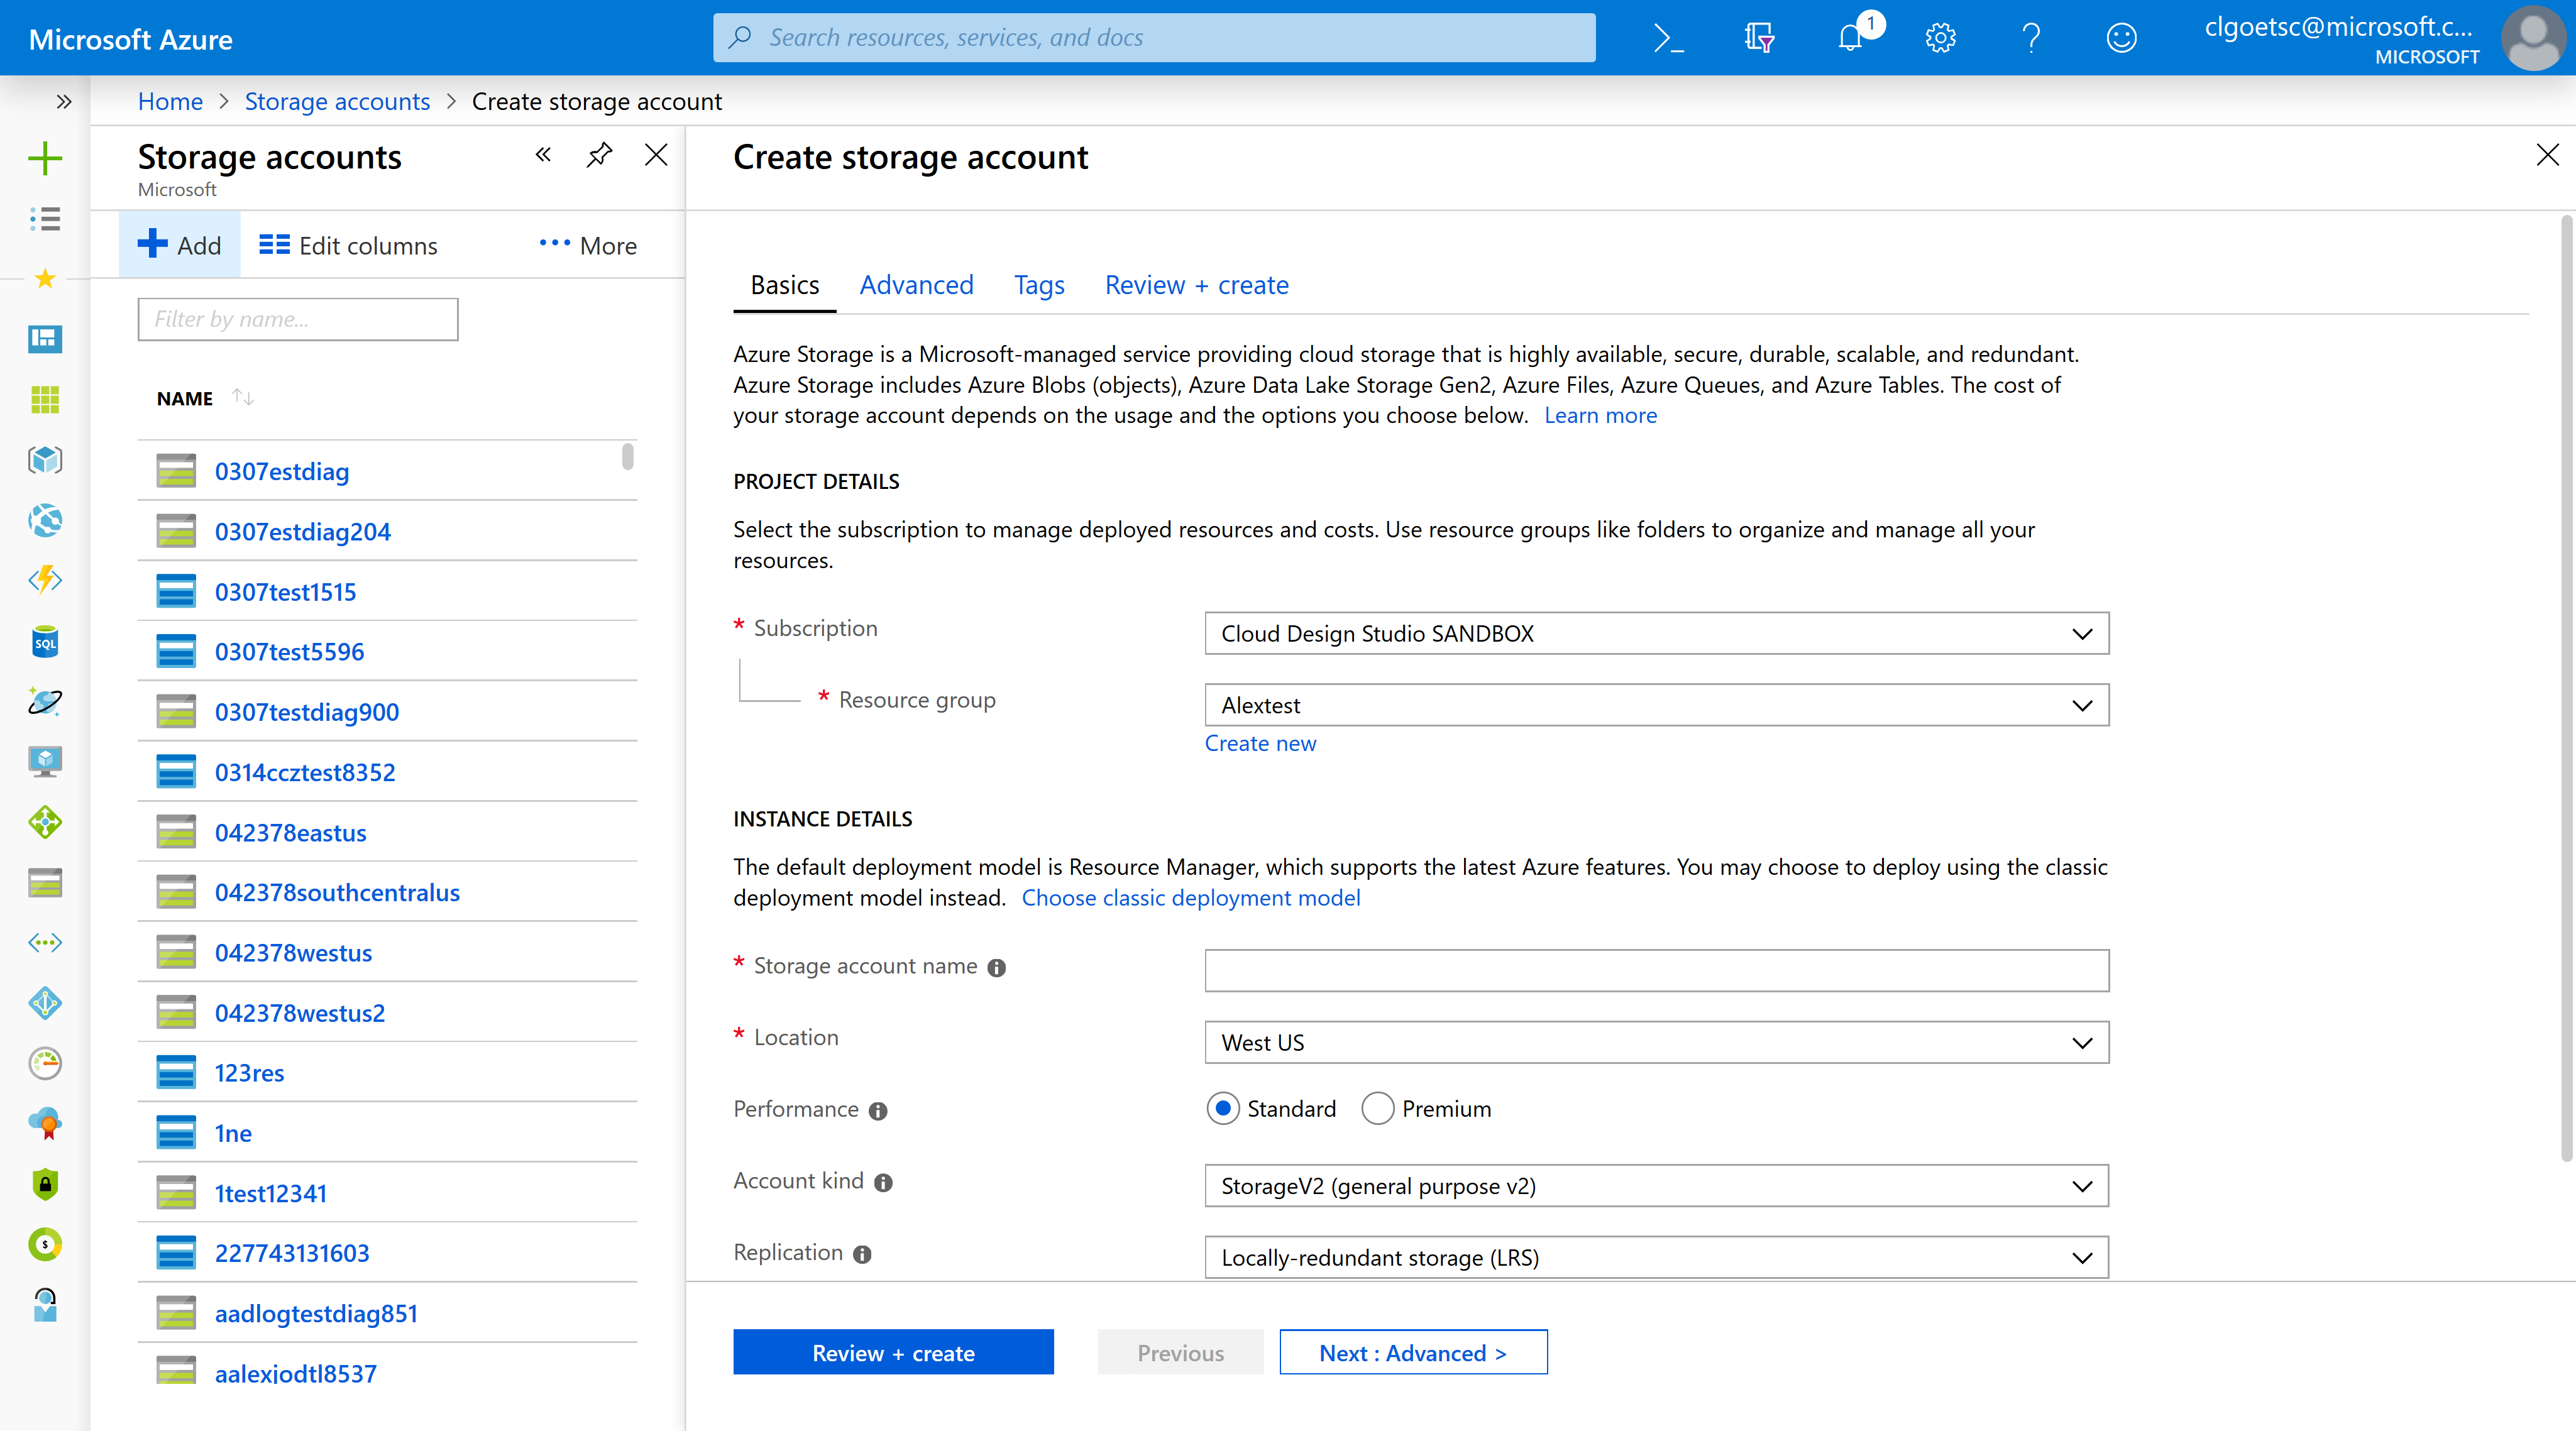 Microsoft Azure
Search resources, services, and docs
1
clgoetsc@microsoft.c...
MICROSOFT
Home > Storage accounts > Create storage account
Storage accounts
Microsoft
Add
Edit columns
More
Filter by name...
NAME
0307estdiag
0307estdiag204
0307test1515
0307test5596
0307testdiag900
0314ccztest8352
042378eastus
042378southcentralus
042378westus
042378westus2
123res
1ne
1test12341
227743131603
aadlogtestdiag851
aalexjodtl8537
SQL
$
Create storage account
Basics
Advanced
Tags
Review + create
Azure Storage is a Microsoft-managed service providing cloud storage that is highly available, secure, durable, scalable, and redundant.
Azure Storage includes Azure Blobs (objects), Azure Data Lake Storage Gen2, Azure Files, Azure Queues, and Azure Tables. The cost of
your storage account depends on the usage and the options you choose below. Learn more
PROJECT DETAILS
Select the subscription to manage deployed resources and costs. Use resource groups like folders to organize and manage all your
resources.
* Subscription
Cloud Design Studio SANDBOX
* Resource group
Alextest
Create new
INSTANCE DETAILS
The default deployment model is Resource Manager, which supports the latest Azure features. You may choose to deploy using the classic
deployment model instead. Choose classic deployment model
* Storage account name
* Location
West US
Performance
Standard
Premium
Account kind
StorageV2 (general purpose v2)
Replication
Locally-redundant storage (LRS)
Review + create
Previous
Next : Advanced >